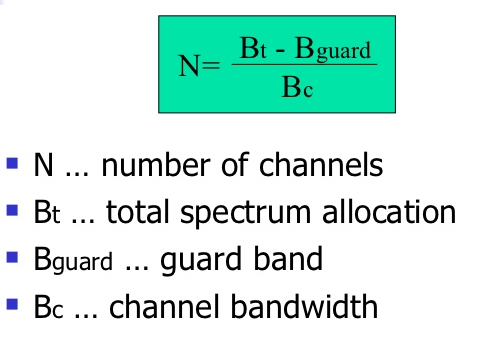 N= Bt - Bguard
Bc
N ... number of channels
Bt ... total spectrum allocation
Bguard ... guard band
Bc ... channel bandwidth